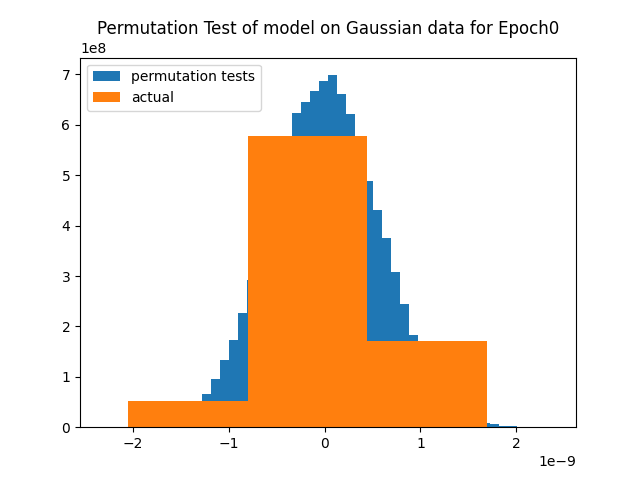 Permutation Test of model on Gaussian data for Epoch0
1e8
permutation tests
actual
7
6
5
4
3
2
1
0
−2 −1 0 1 2
1e−9